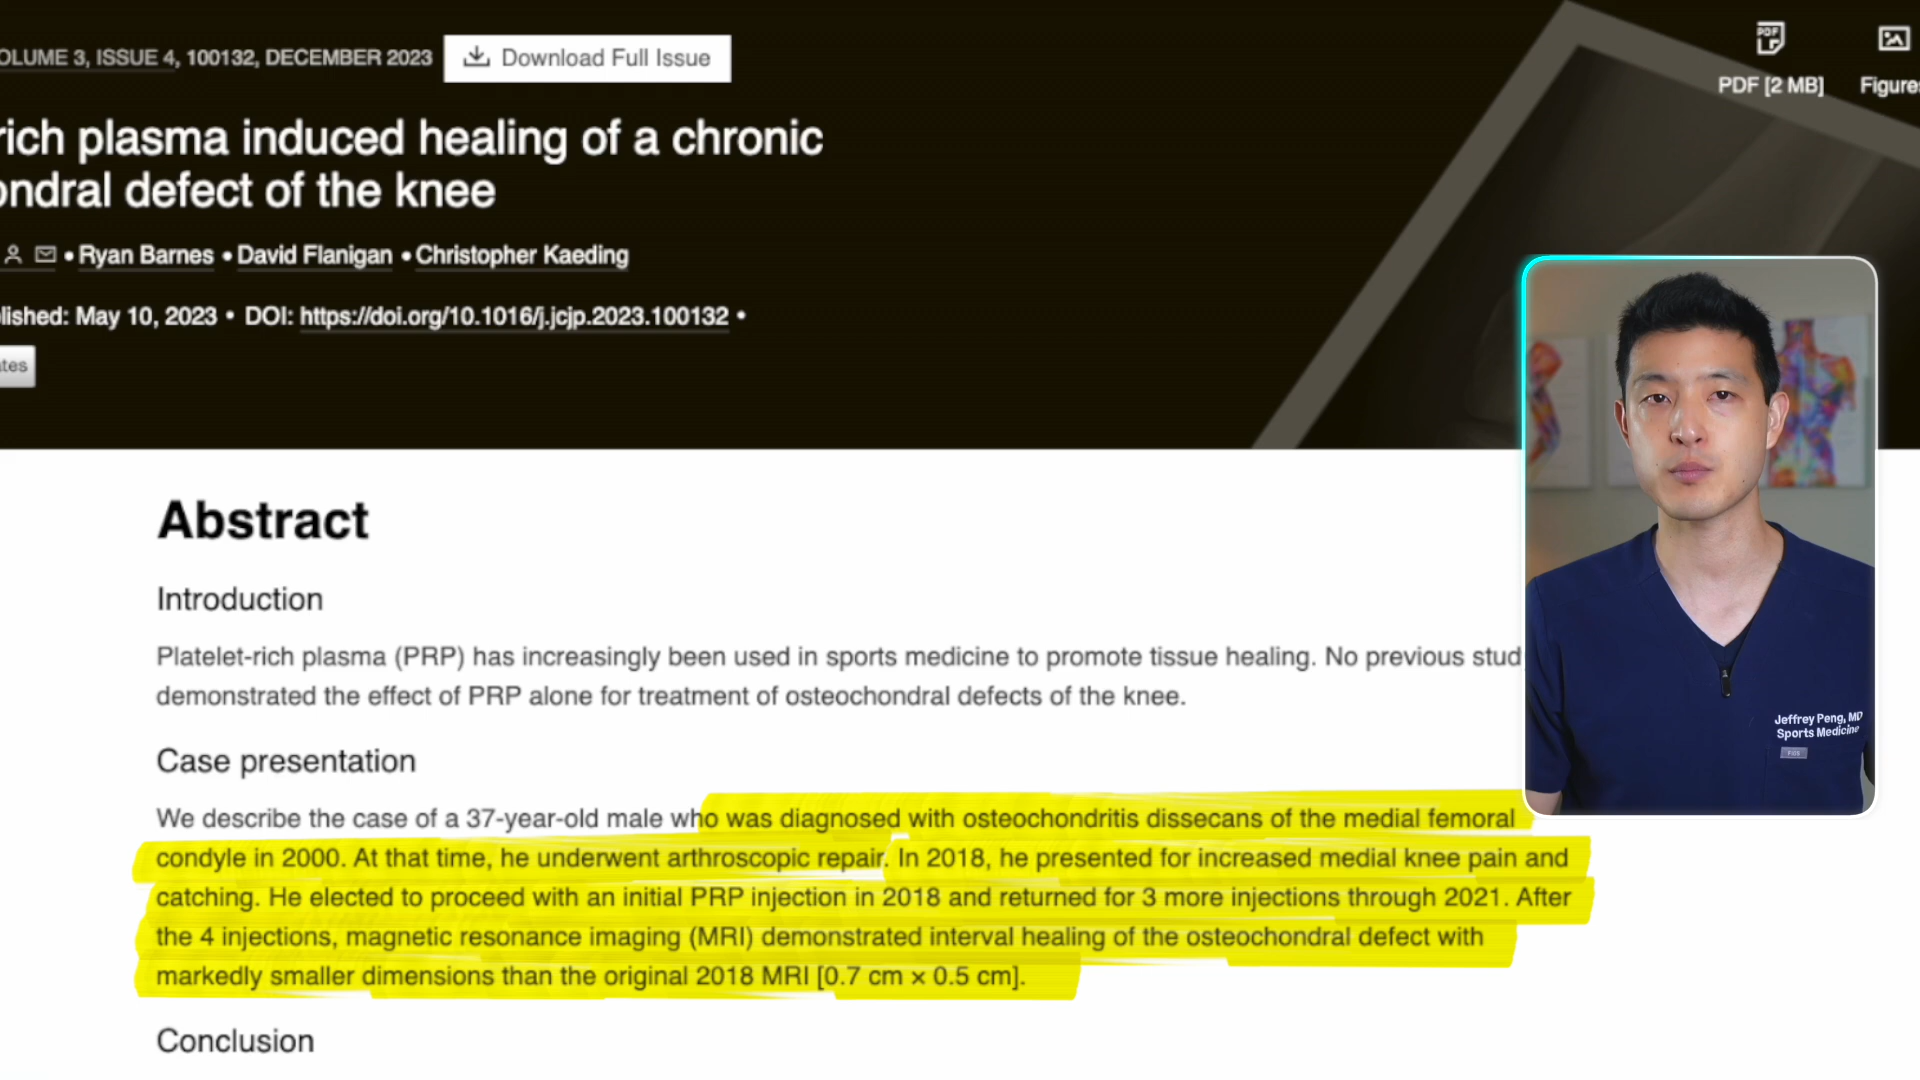 OLUME 3, ISSUE 4, 100132, DECEMBER 2023 Download Full Issue
PDF [2 MB] Figures
rich plasma induced healing of a chronic
ondral defect of the knee
• Ryan Barnes • David Flanigan • Christopher Kaeding
lished: May 10, 2023 • DOI: https://doi.org/10.1016/j.jcjp.2023.100132 •
ates
Abstract
Introduction
Platelet-rich plasma (PRP) has increasingly been used in sports medicine to promote tissue healing. No previous stud
demonstrated the effect of PRP alone for treatment of osteochondral defects of the knee.
Case presentation
We describe the case of a 37-year-old male who was diagnosed with osteochondritis dissecans of the medial femoral
condyle in 2000. At that time, he underwent arthroscopic repair. In 2018, he presented for increased medial knee pain and
catching. He elected to proceed with an initial PRP injection in 2018 and returned for 3 more injections through 2021. After
the 4 injections, magnetic resonance imaging (MRI) demonstrated interval healing of the osteochondral defect with
markedly smaller dimensions than the original 2018 MRI [0.7 cm × 0.5 cm].
Conclusion
Jeffrey Peng, MD
Sports Medicine
FIGS